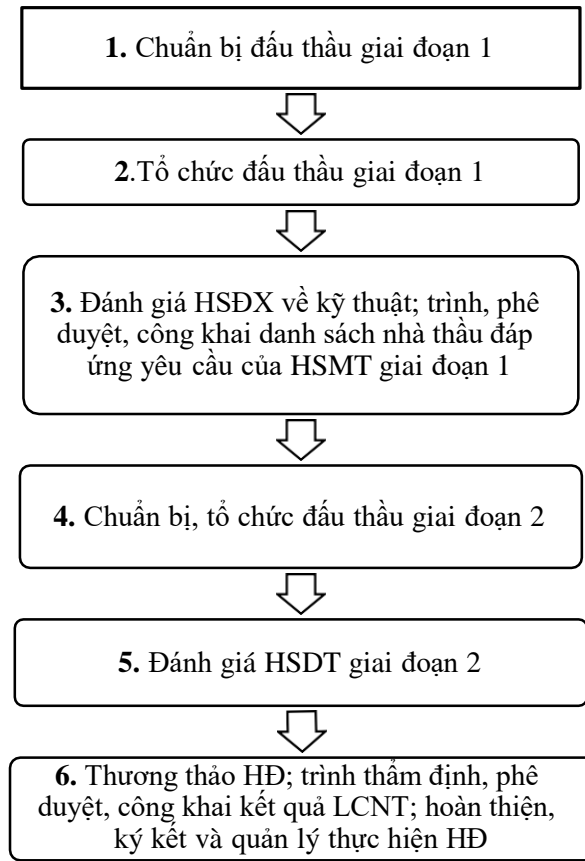 1. Chuẩn bị đấu thầu giai đoạn 1
2.Tổ chức đấu thầu giai đoạn 1
3. Đánh giá HSĐX về kỹ thuật; trình, phê
duyệt, công khai danh sách nhà thầu đáp
ứng yêu cầu của HSMT giai đoạn 1
4. Chuẩn bị, tổ chức đấu thầu giai đoạn 2
5. Đánh giá HSDT giai đoạn 2
6. Thương thảo HĐ; trình thẩm định, phê
duyệt, công khai kết quả LCNT; hoàn thiện,
ký kết và quản lý thực hiện HĐ